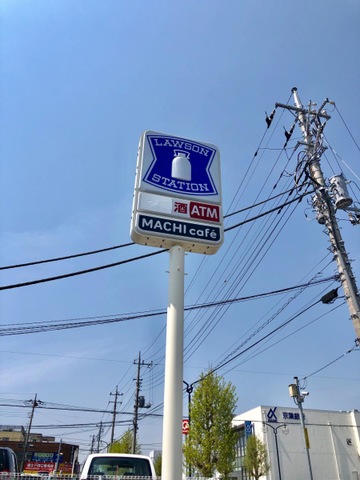 LAWSON
STATION
酒 ATM
MACHI café